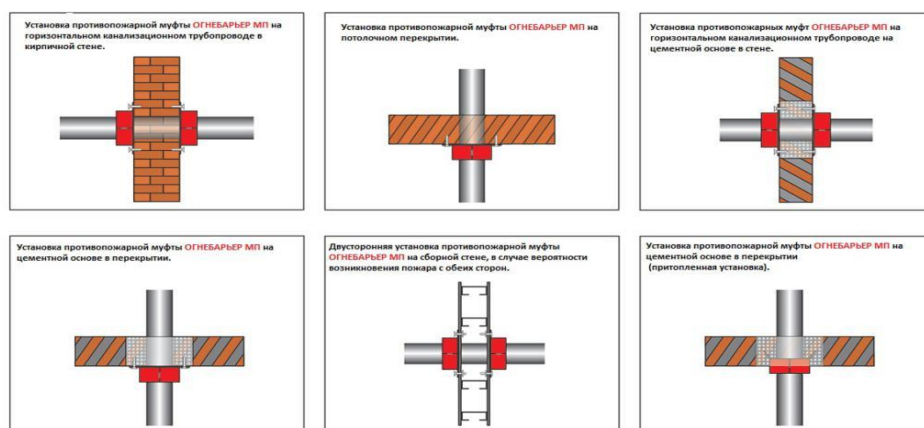 Установка противопожарной муфты ОГНЕБАРЬЕР МП на
горизонтальном канализационном трубопроводе в
кирпичной стене.
Установка противопожарной муфты ОГНЕБАРЬЕР МП на
потолочном перекрытии.
Установка противопожарных муфт ОГНЕБАРЬЕР МП на
горизонтальном канализационном трубопроводе на
цементной основе в стене.
Установка противопожарной муфты ОГНЕБАРЬЕР МП на
цементной основе в перекрытии.
Двусторонняя установка противопожарной муфты
ОГНЕБАРЬЕР МП на сборной стене, в случае вероятности
возникновения пожара с обеих сторон.
Установка противопожарной муфты ОГНЕБАРЬЕР МП на
цементной основе в перекрытии
(притопленная установка).